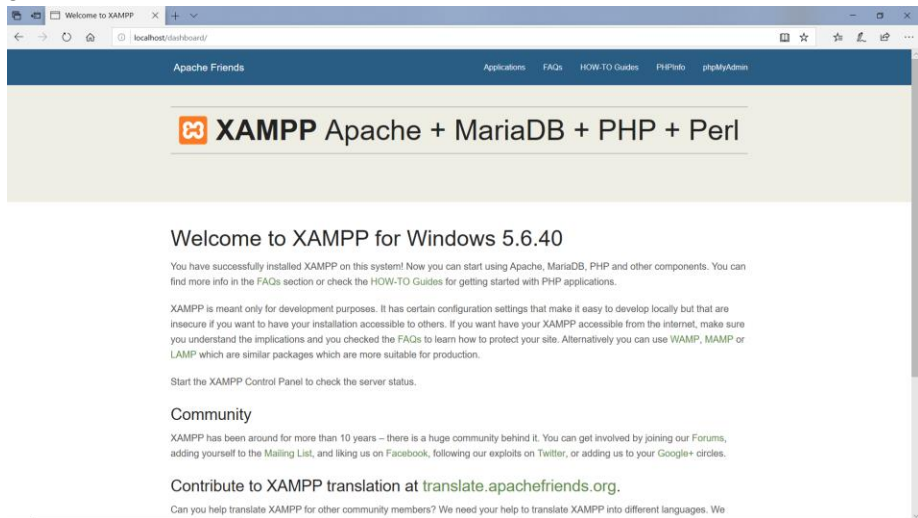 Welcome to XAMPP
localhost/dashboard/
Apache Friends
Applications FAQs HOW-TO Guides PHPInfo phpMyAdmin
XAMPP Apache + MariaDB + PHP + Perl
Welcome to XAMPP for Windows 5.6.40
You have successfully installed XAMPP on this system! Now you can start using Apache, MariaDB, PHP and other components. You can
find more info in the FAQs section or check the HOW-TO Guides for getting started with PHP applications.
XAMPP is meant only for development purposes. It has certain configuration settings that make it easy to develop locally but that are
insecure if you want to have your installation accessible to others. If you want have your XAMPP accessible from the internet, make sure
you understand the implications and you checked the FAQs to learn how to protect your site. Alternatively you can use WAMP, MAMP or
LAMP which are similar packages which are more suitable for production.
Start the XAMPP Control Panel to check the server status.
Community
XAMPP has been around for more than 10 years – there is a huge community behind it. You can get involved by joining our Forums,
adding yourself to the Mailing List, and liking us on Facebook, following our exploits on Twitter, or adding us to your Google+ circles.
Contribute to XAMPP translation at translate.apachefriends.org.
Can you help translate XAMPP for other community members? We need your help to translate XAMPP into different languages. We